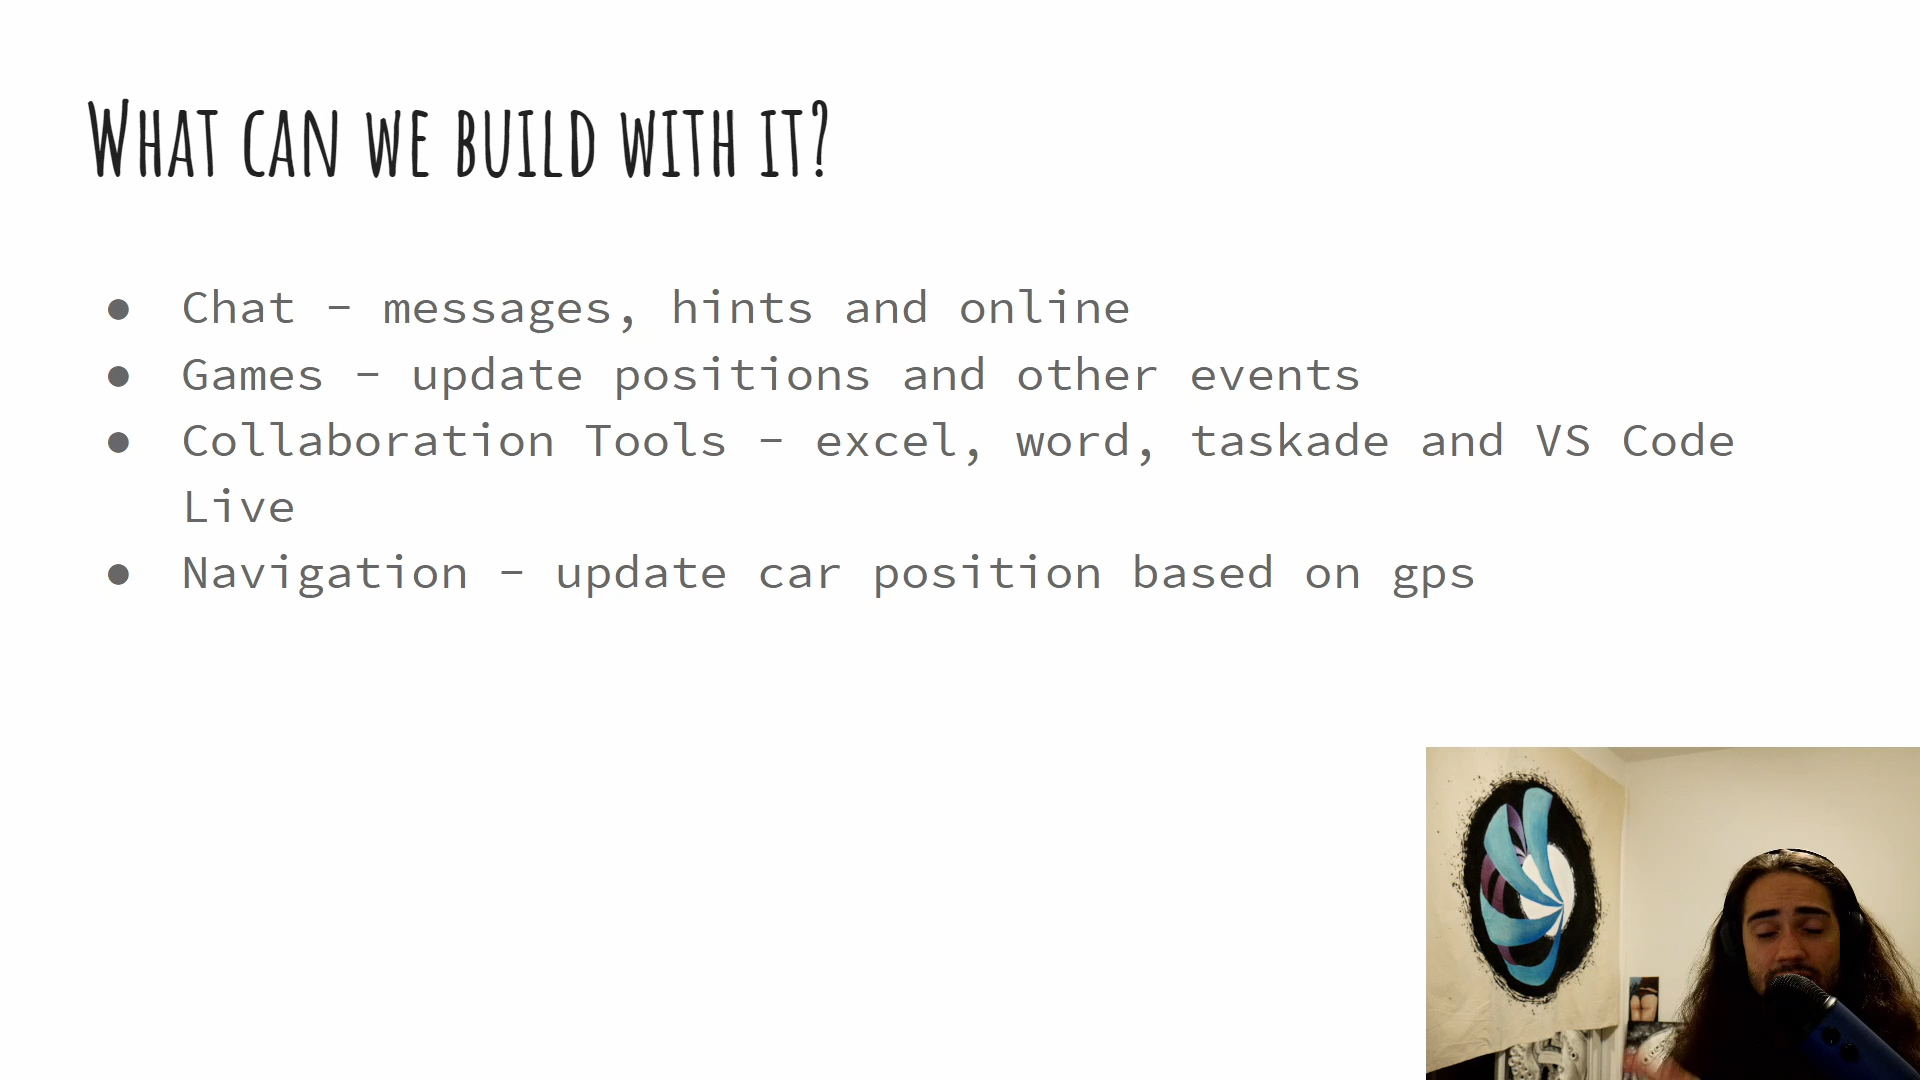 What can we build with it?
● Chat - messages, hints and online
● Games - update positions and other events
● Collaboration Tools - excel, word, taskade and VS Code
Live
● Navigation - update car position based on gps